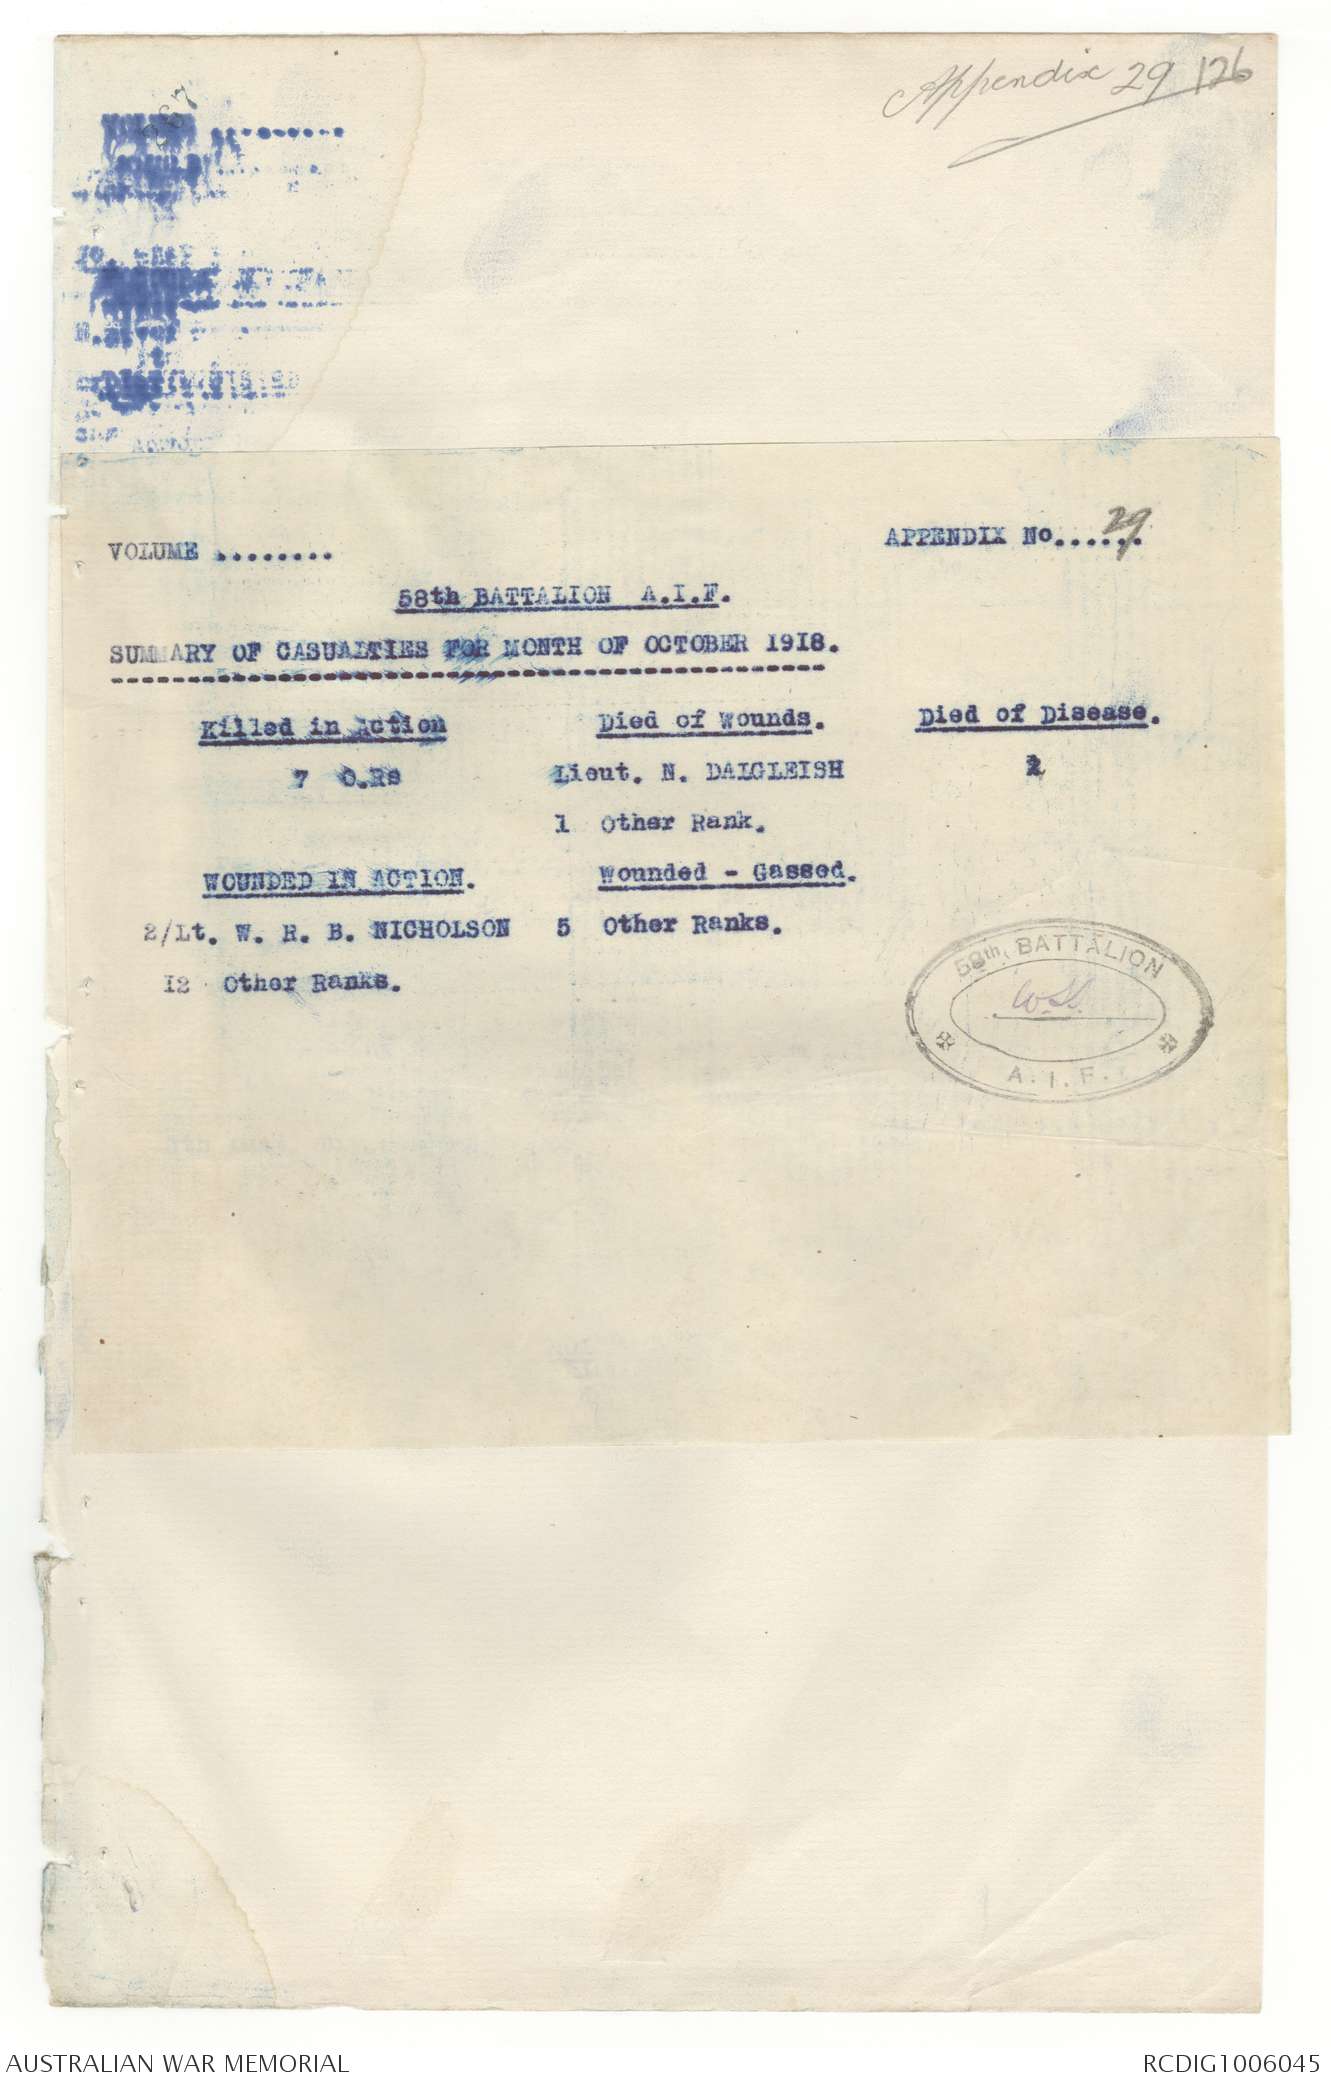 Appendix 29 126
VOLUME ........
APPENDIX No......
29
58th BATTALION A.I.F.
SUMMARY OF CASUALTIES FOR MONTH OF OCTOBER 1918.
Killed in Action
Died of Wounds.
Died of Disease.
7 O.Rs
Lieut. N. DALGLEISH
1 Other Rank.
WOUNDED IN ACTION.
Wounded - Gassed.
2/Lt. W. R. B. NICHOLSON
5 Other Ranks.
12 Other Ranks.
58th BATTALION
A.I.F.
AUSTRALIAN WAR MEMORIAL
RCDIG1006045